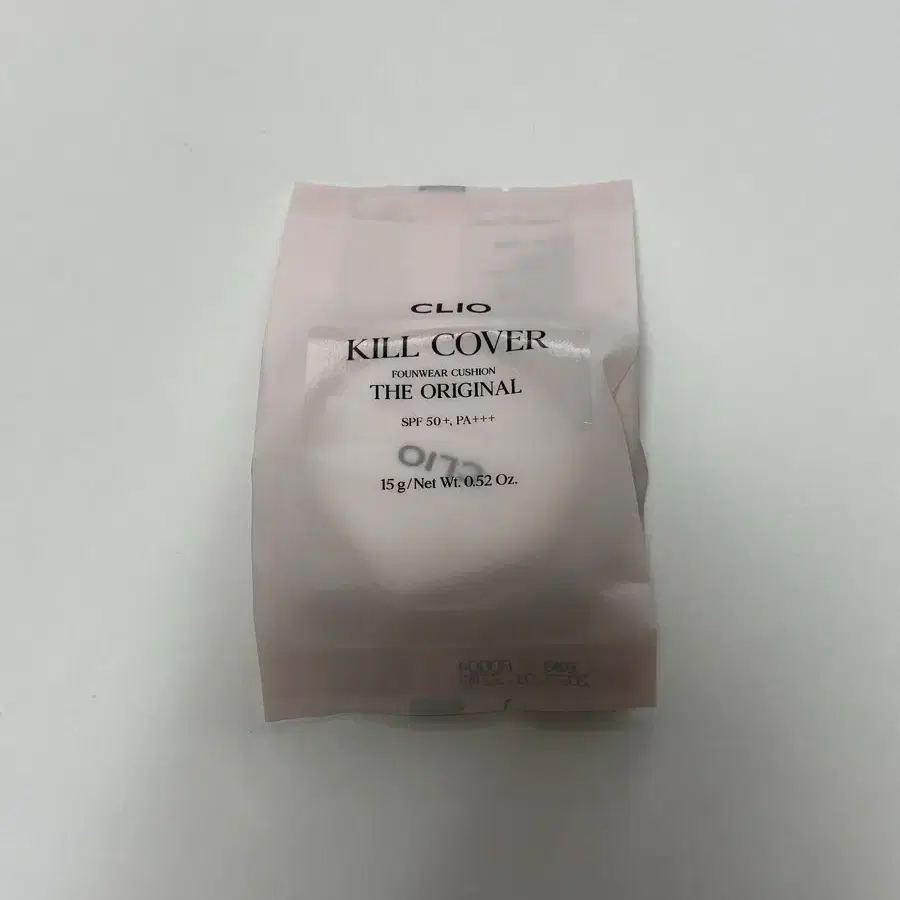 CLIO
KILL COVER
FOUNWEAR CUSHION
THE ORIGINAL
SPF 50+, PA+++
CLIO
15 g/Net Wt. 0.52 Oz.